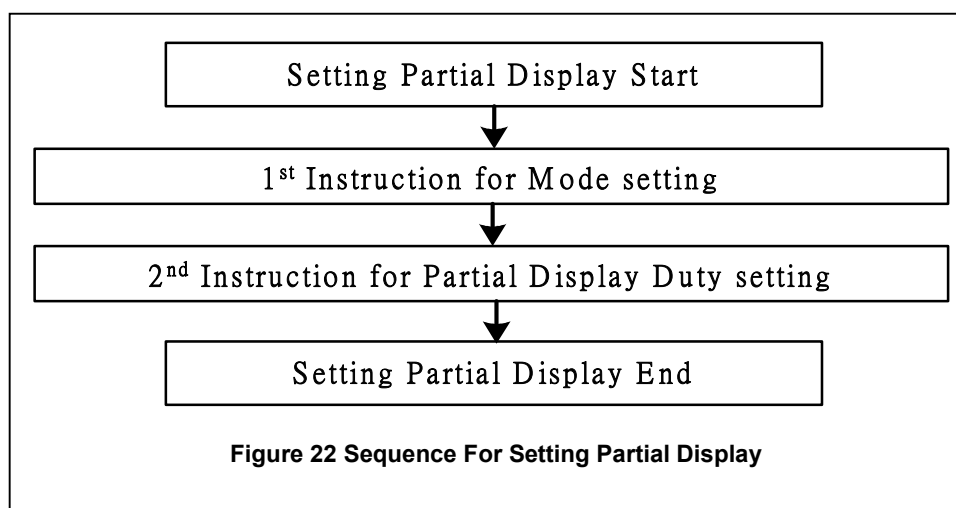 Setting Partial Display Start
1st Instruction for Mode setting
2nd Instruction for Partial Display Duty setting
Setting Partial Display End
Figure 22 Sequence For Setting Partial Display